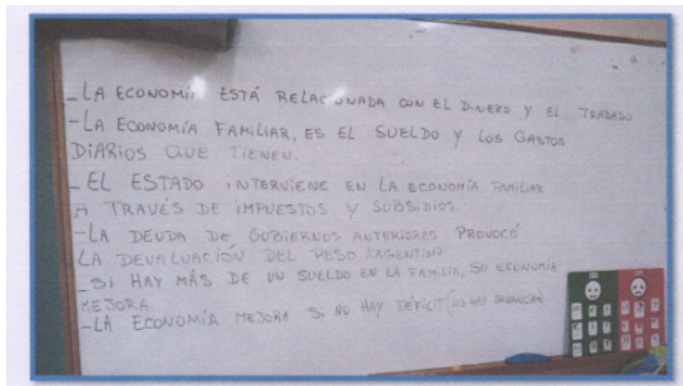 - LA ECONOMÍA ESTÁ RELACIONADA CON EL DINERO Y EL TRABAJO
- LA ECONOMÍA FAMILIAR, ES EL SUELDO Y LOS GASTOS
DIARIOS QUE TIENEN.
- EL ESTADO INTERVIENE EN LA ECONOMÍA FAMILIAR
A TRAVÉS DE IMPUESTOS Y SUBSIDIOS
- LA DEUDA DE GOBIERNOS ANTERIORES PROVOCÓ
LA DEVALUACIÓN DEL PESO ARGENTINO
- SI HAY MÁS DE UN SUELDO EN LA FAMILIA, SU ECONOMÍA
MEJORA.
- LA ECONOMÍA MEJORA SI NO HAY DÉFICIT (NO HAY GANANCIAS)